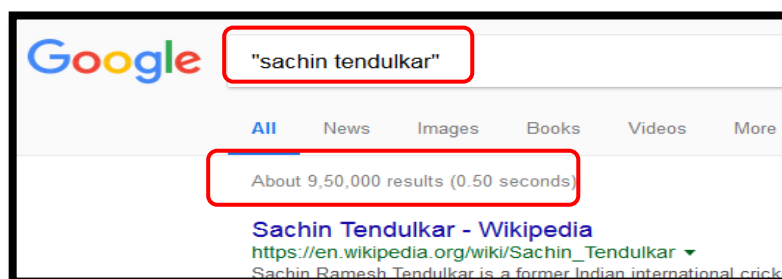 Google "sachin tendulkar"
All News Images Books Videos More
About 9,50,000 results (0.50 seconds)
Sachin Tendulkar - Wikipedia
https://en.wikipedia.org/wiki/Sachin_Tendulkar
Sachin Ramesh Tendulkar is a former Indian international crick